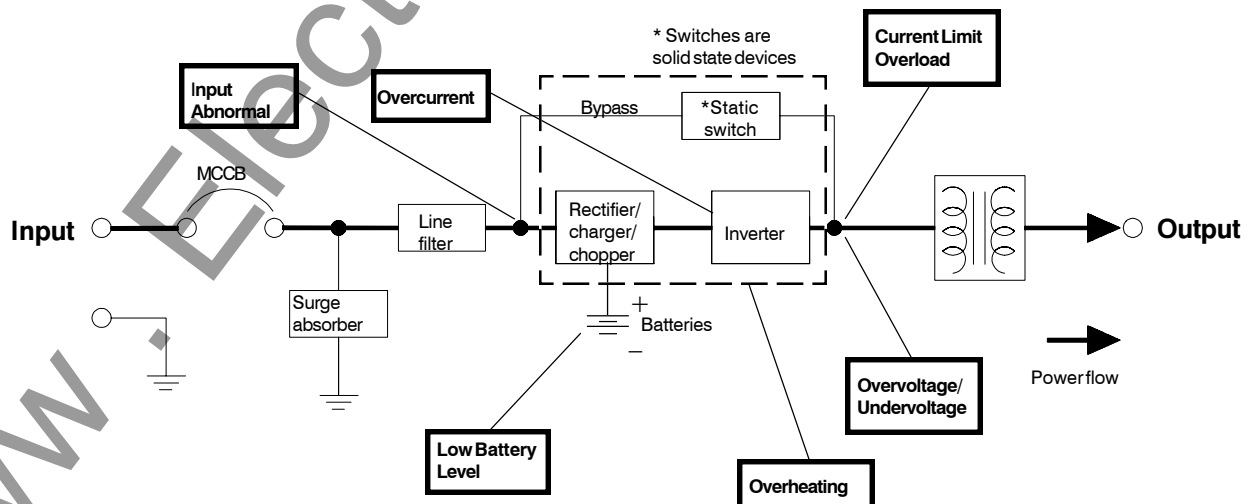 * Switches are
solid state devices
Current Limit
Overload
Input
Abnormal
Overcurrent
Bypass
*Static
switch
MCCB
Input
Line
filter
Rectifier/
charger/
chopper
Inverter
Output
Surge
absorber
+
Batteries
−
Power flow
Overvoltage/
Undervoltage
Low Battery
Level
Overheating
w . Elect